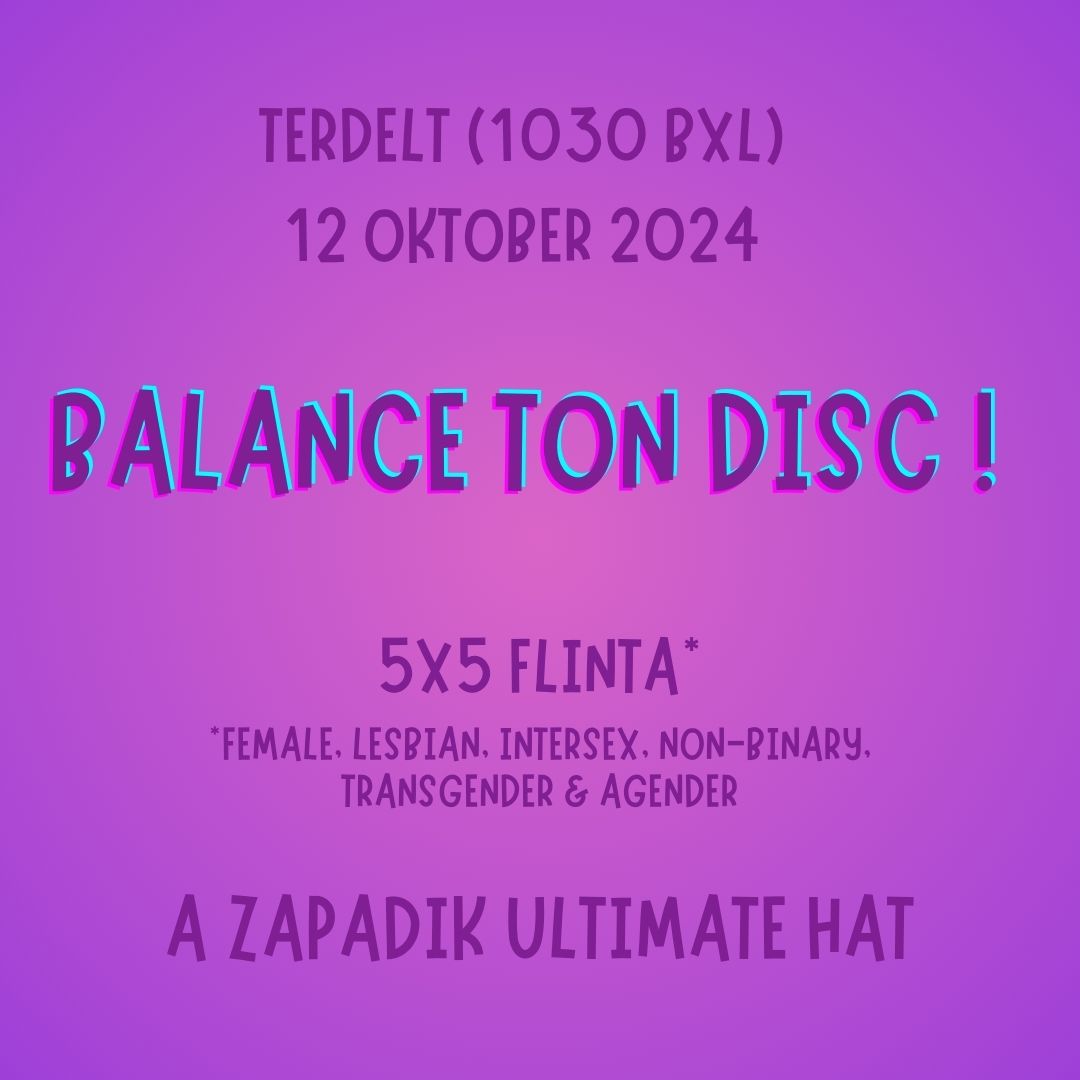 TERDELT (1030 BXL)
12 OKTOBER 2024
BALANCE TON DISC !
5X5 FLINTA*
*FEMALE, LESBIAN, INTERSEX, NON-BINARY,
TRANSGENDER & AGENDER
A ZAPADIK ULTIMATE HAT